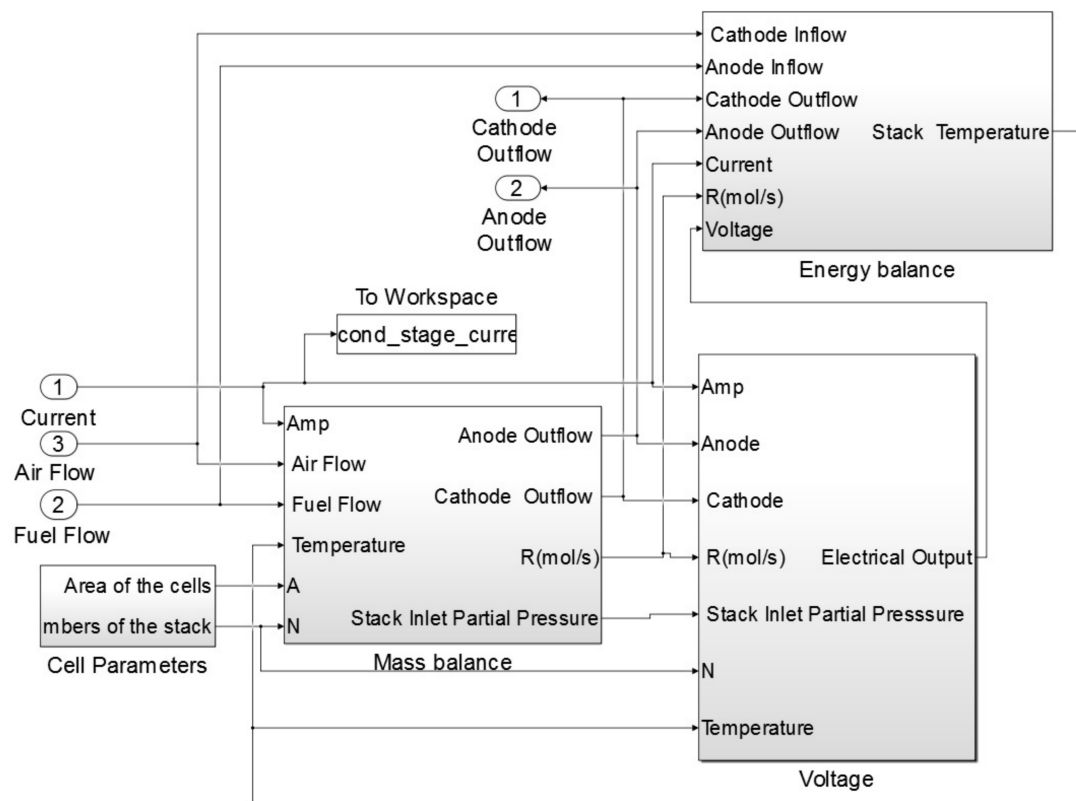 Cathode Inflow
Anode Inflow
1
Cathode Outflow
Cathode
Outflow
Anode Outflow
Stack Temperature
Current
2
R(mol/s)
Anode
Outflow
Voltage
Energy balance
To Workspace
cond_stage_curre
1
Current
3
Air Flow
2
Fuel Flow
Area of the cells
mbers of the stack
Cell Parameters
Amp
Air Flow
Fuel Flow
Temperature
A
N
Anode Outflow
Cathode Outflow
R(mol/s)
Stack Inlet Partial Pressure
Mass balance
Amp
Anode
Cathode
R(mol/s)
Electrical Output
Stack Inlet Partial Presssure
N
Temperature
Voltage